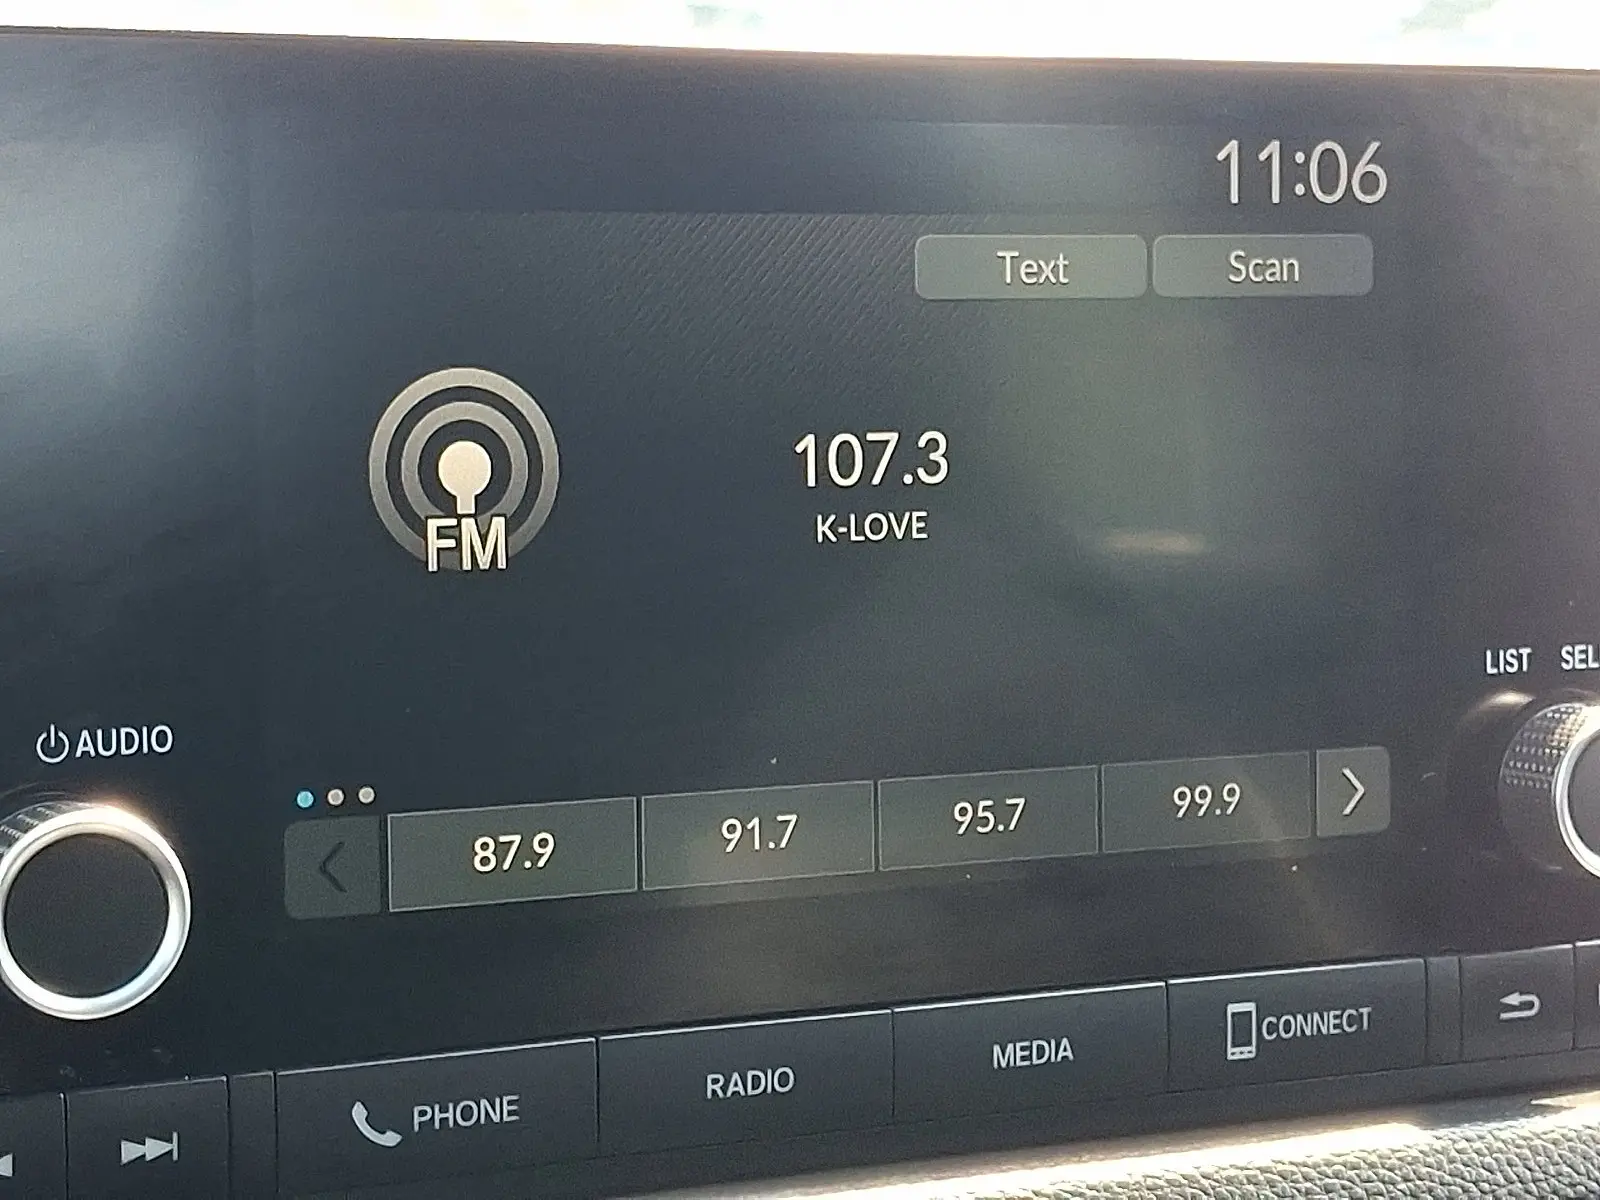 11:06
Text Scan
107.3
K-LOVE
FM
LIST
AUDIO
87.9 91.7 95.7 99.9
PHONE RADIO MEDIA CONNECT